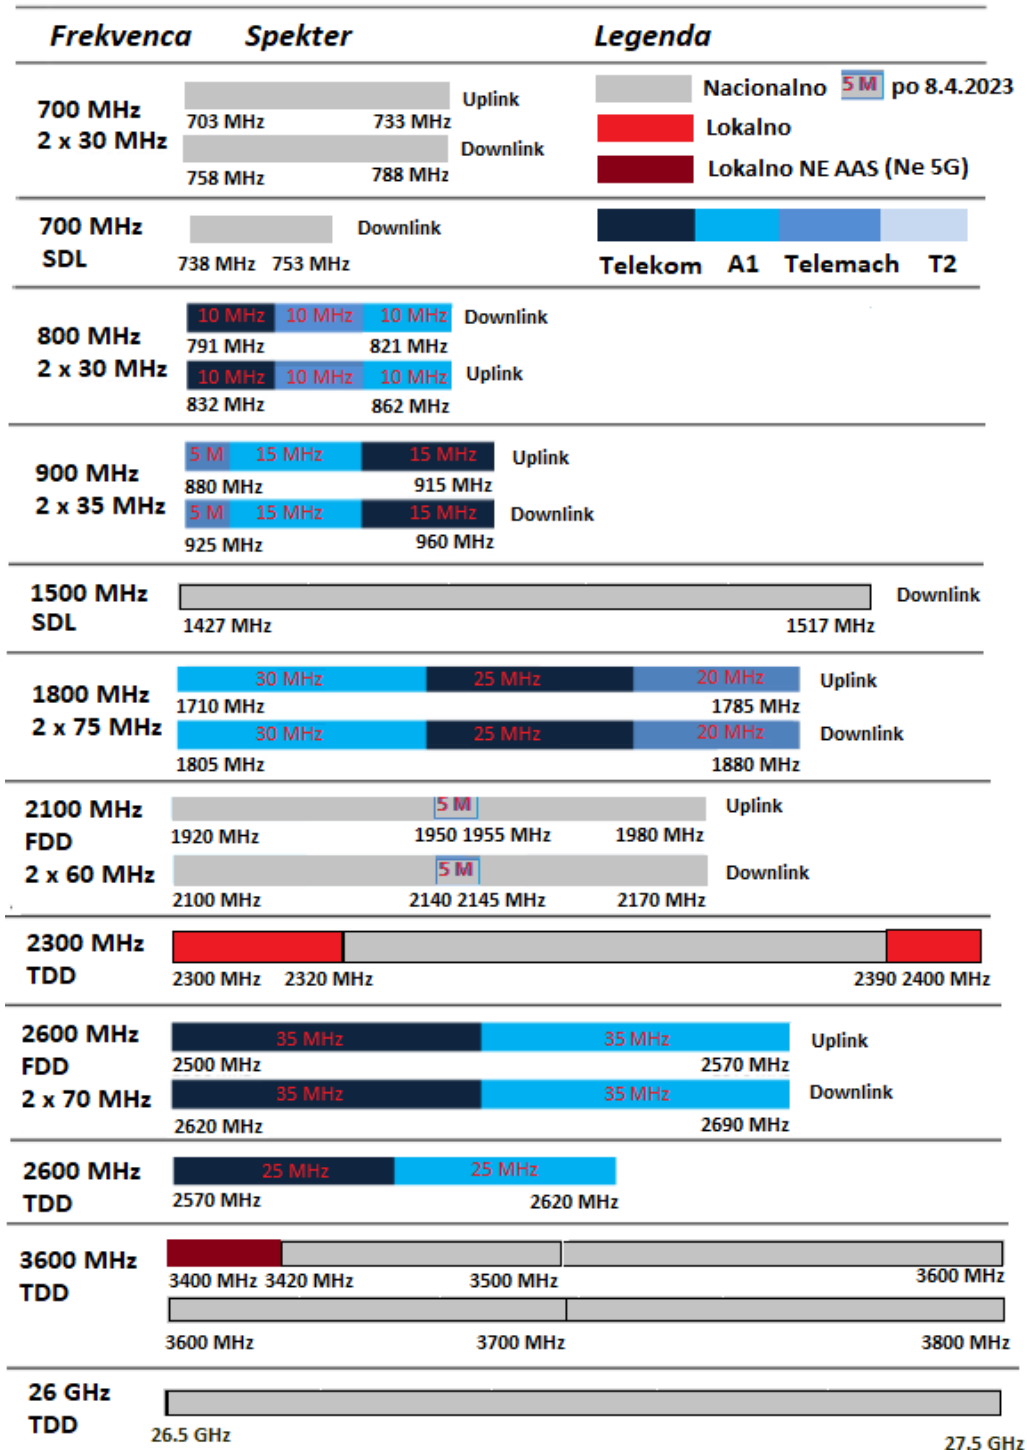 Frekvenca Spekter Legenda
700 MHz
2 x 30 MHz
Uplink
703 MHz 733 MHz
Downlink
758 MHz 788 MHz
Nacionalno 5 M po 8.4.2023
Lokalno
Lokalno NE AAS (Ne 5G)
700 MHz
SDL
Downlink
738 MHz 753 MHz
Telekom A1 Telemach T2
800 MHz
2 x 30 MHz
10 MHz 10 MHz 10 MHz Downlink
791 MHz 821 MHz
10 MHz 10 MHz 10 MHz Uplink
832 MHz 862 MHz
900 MHz
2 x 35 MHz
5 M 15 MHz 15 MHz Uplink
880 MHz 915 MHz
5 M 15 MHz 15 MHz Downlink
925 MHz 960 MHz
1500 MHz
SDL
Downlink
1427 MHz 1517 MHz
1800 MHz
2 x 75 MHz
30 MHz 25 MHz 20 MHz Uplink
1710 MHz 1785 MHz
30 MHz 25 MHz 20 MHz Downlink
1805 MHz 1880 MHz
2100 MHz
FDD
2 x 60 MHz
5 M Uplink
1920 MHz 1950 1955 MHz 1980 MHz
5 M Downlink
2100 MHz 2140 2145 MHz 2170 MHz
2300 MHz
TDD
2300 MHz 2320 MHz 2390 2400 MHz
2600 MHz
FDD
2 x 70 MHz
35 MHz 35 MHz Uplink
2500 MHz 2570 MHz
35 MHz 35 MHz Downlink
2620 MHz 2690 MHz
2600 MHz
TDD
25 MHz 25 MHz
2570 MHz 2620 MHz
3600 MHz
TDD
3400 MHz 3420 MHz 3500 MHz 3600 MHz
3600 MHz 3700 MHz 3800 MHz
26 GHz
TDD
26.5 GHz 27.5 GHz